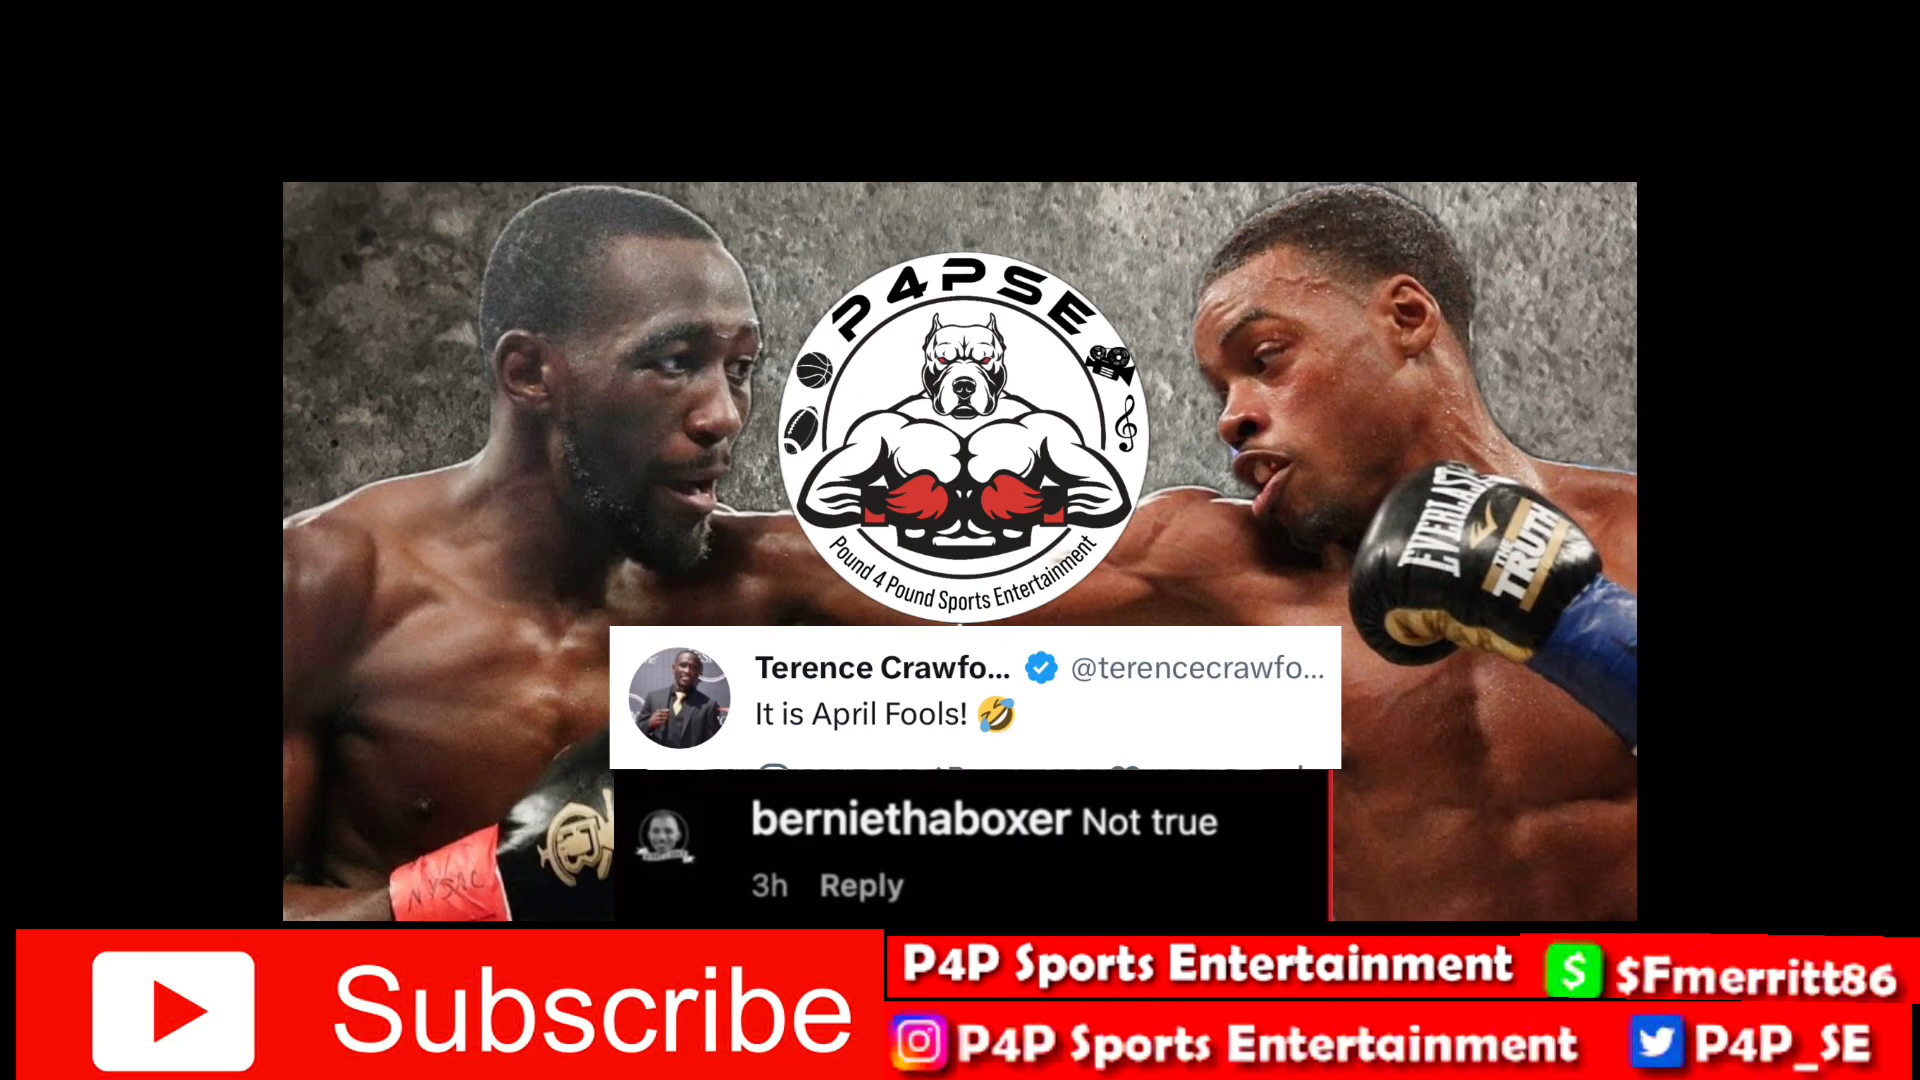 P4PSE
Pound 4 Pound Sports Entertainment
EVERLAST
THE
TRUTH
Terence Crawfo... @terencecrawfo...
It is April Fools! 🤣
berniethaboxer Not true
3h Reply
NYSAC
Subscribe
P4P Sports Entertainment $ $Fmerritt86
P4P Sports Entertainment P4P_SE